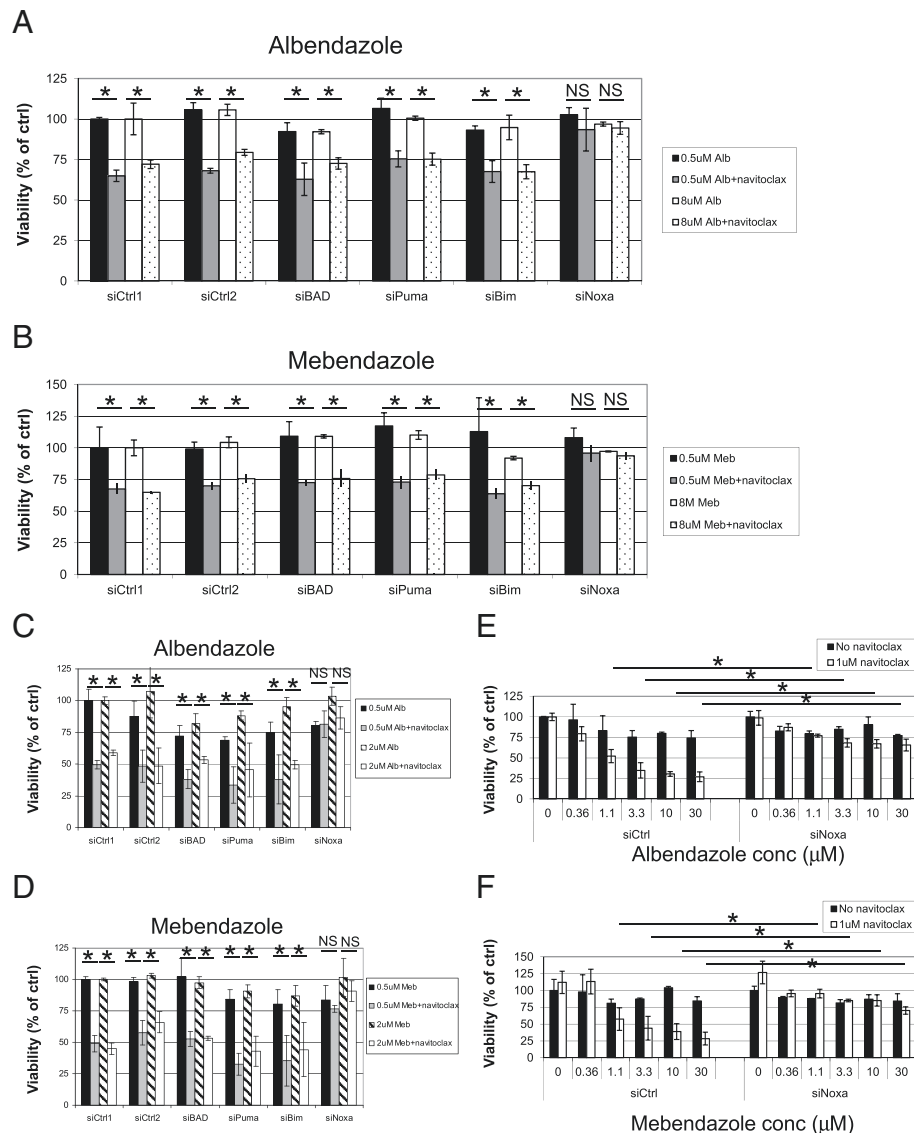 A
Albendazole
Viability (% of ctrl)
125
100
75
50
25
0
* * * * * * * * * * NS NS
siCtrl1 siCtrl2 siBAD siPuma siBim siNoxa
0.5uM Alb
0.5uM Alb+navitoclax
8uM Alb
8uM Alb+navitoclax
B
Mebendazole
Viability (% of ctrl)
150
125
100
75
50
25
0
* * * * * * * * * * NS NS
siCtrl1 siCtrl2 siBAD siPuma siBim siNoxa
0.5uM Meb
0.5uM Meb+navitoclax
8M Meb
8uM Meb+navitoclax
C
Albendazole
Viability (% of ctrl)
125
100
75
50
25
0
* * * * * * * * * * NS NS
siCtrl1 siCtrl2 siBAD siPuma siBim siNoxa
0.5uM Alb
0.5uM Alb+navitoclax
2uM Alb
2uM Alb+navitoclax
D
Mebendazole
Viability (% of ctrl)
125
100
75
50
25
0
* * * * * * * * * * NS NS
siCtrl1 siCtrl2 siBAD siPuma siBim siNoxa
0.5uM Meb
0.5uM Meb+navitoclax
2uM Meb
2uM Meb+navitoclax
E
No navitoclax
1uM navitoclax
*
*
*
*
Viability (% of ctrl)
125
100
75
50
25
0
0 0.36 1.1 3.3 10 30 0 0.36 1.1 3.3 10 30
siCtrl siNoxa
Albendazole conc (μM)
F
No navitoclax
1uM navitoclax
*
*
*
*
Viability (% of ctrl)
150
125
100
75
50
25
0
0 0.36 1.1 3.3 10 30 0 0.36 1.1 3.3 10 30
siCtrl siNoxa
Mebendazole conc (μM)